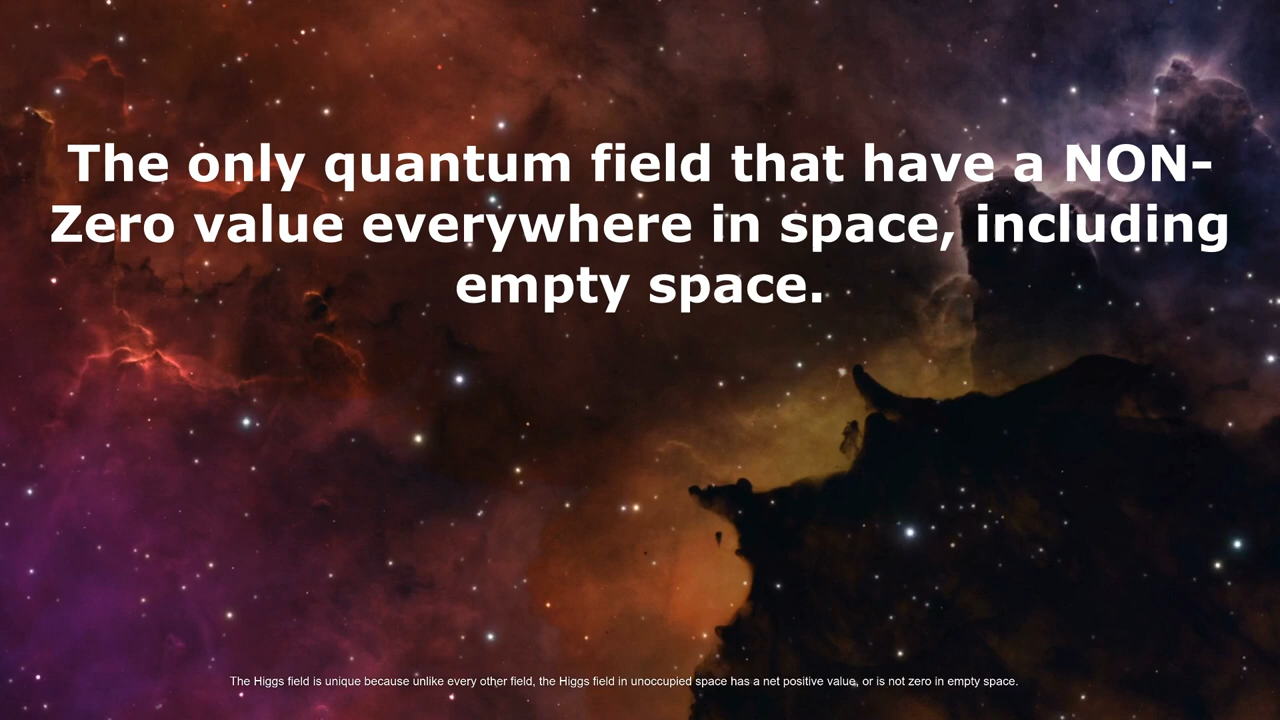 The only quantum field that have a NON-
Zero value everywhere in space, including
empty space.
The Higgs field is unique because unlike every other field, the Higgs field in unoccupied space has a net positive value, or is not zero in empty space.